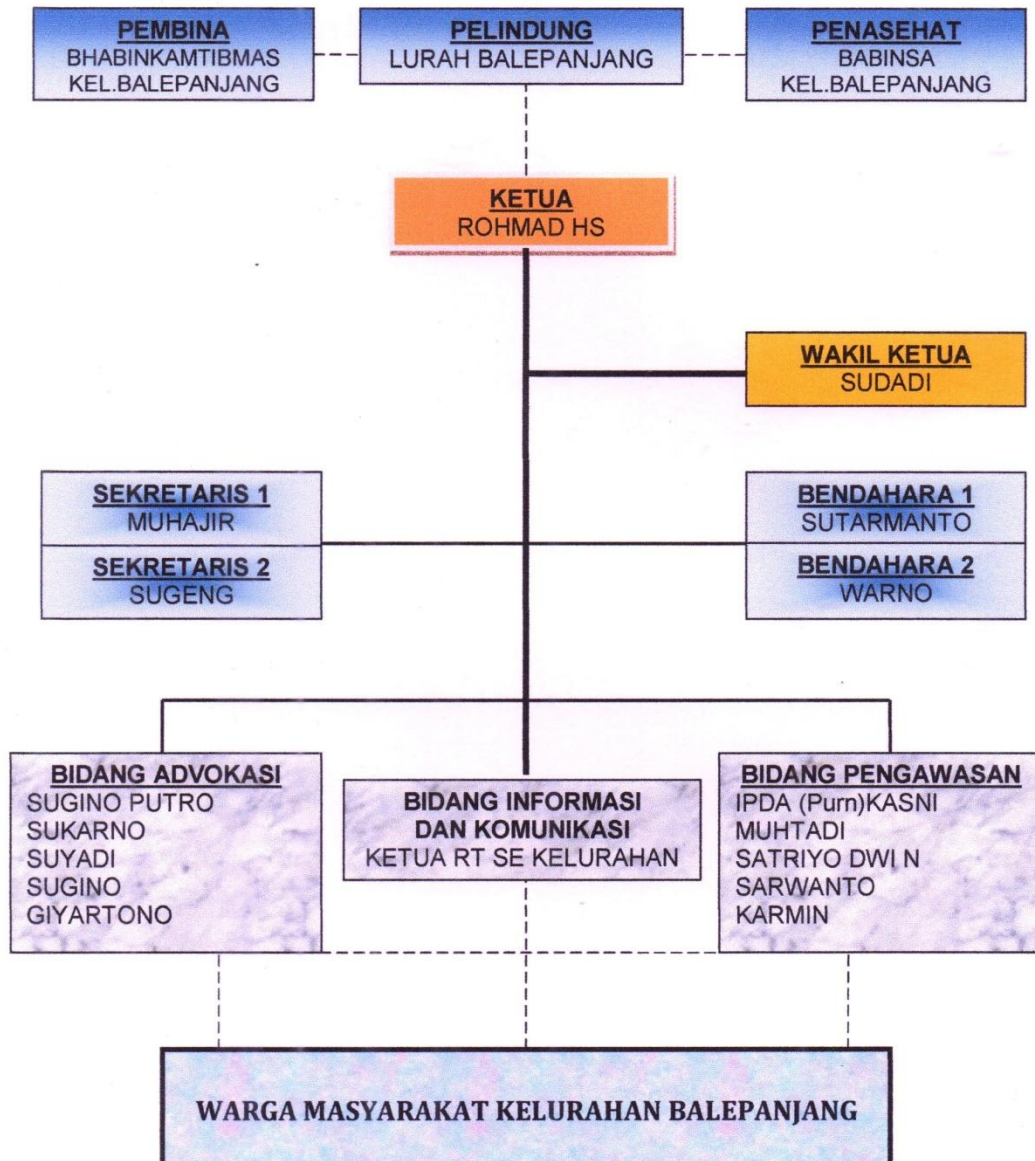 PEMBINA
BHABINKAMTIBMAS
KEL.BALEPANJANG
PELINDUNG
LURAH BALEPANJANG
PENASEHAT
BABINSA
KEL.BALEPANJANG
KETUA
ROHMAD HS
WAKIL KETUA
SUDADI
SEKRETARIS 1
MUHAJIR
SEKRETARIS 2
SUGENG
BENDAHARA 1
SUTARMANTO
BENDAHARA 2
WARNO
BIDANG ADVOKASI
SUGINO PUTRO
SUKARNO
SUYADI
SUGINO
GIYARTONO
BIDANG INFORMASI
DAN KOMUNIKASI
KETUA RT SE KELURAHAN
BIDANG PENGAWASAN
IPDA (Purn)KASNI
MUHTADI
SATRIYO DWI N
SARWANTO
KARMIN
WARGA MASYARAKAT KELURAHAN BALEPANJANG